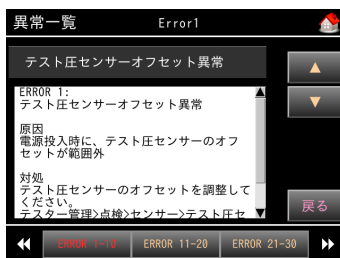 異常一覧 Error1
テスト圧センサーオフセット異常
ERROR 1:
テスト圧センサーオフセット異常
原因
電源投入時に、テスト圧センサーのオフ
セットが範囲外
対処
テスト圧センサーのオフセットを調整して
ください。
テスター管理>点検>センサー>テスト圧セ
戻る
ERROR 1-10 ERROR 11-20 ERROR 21-30